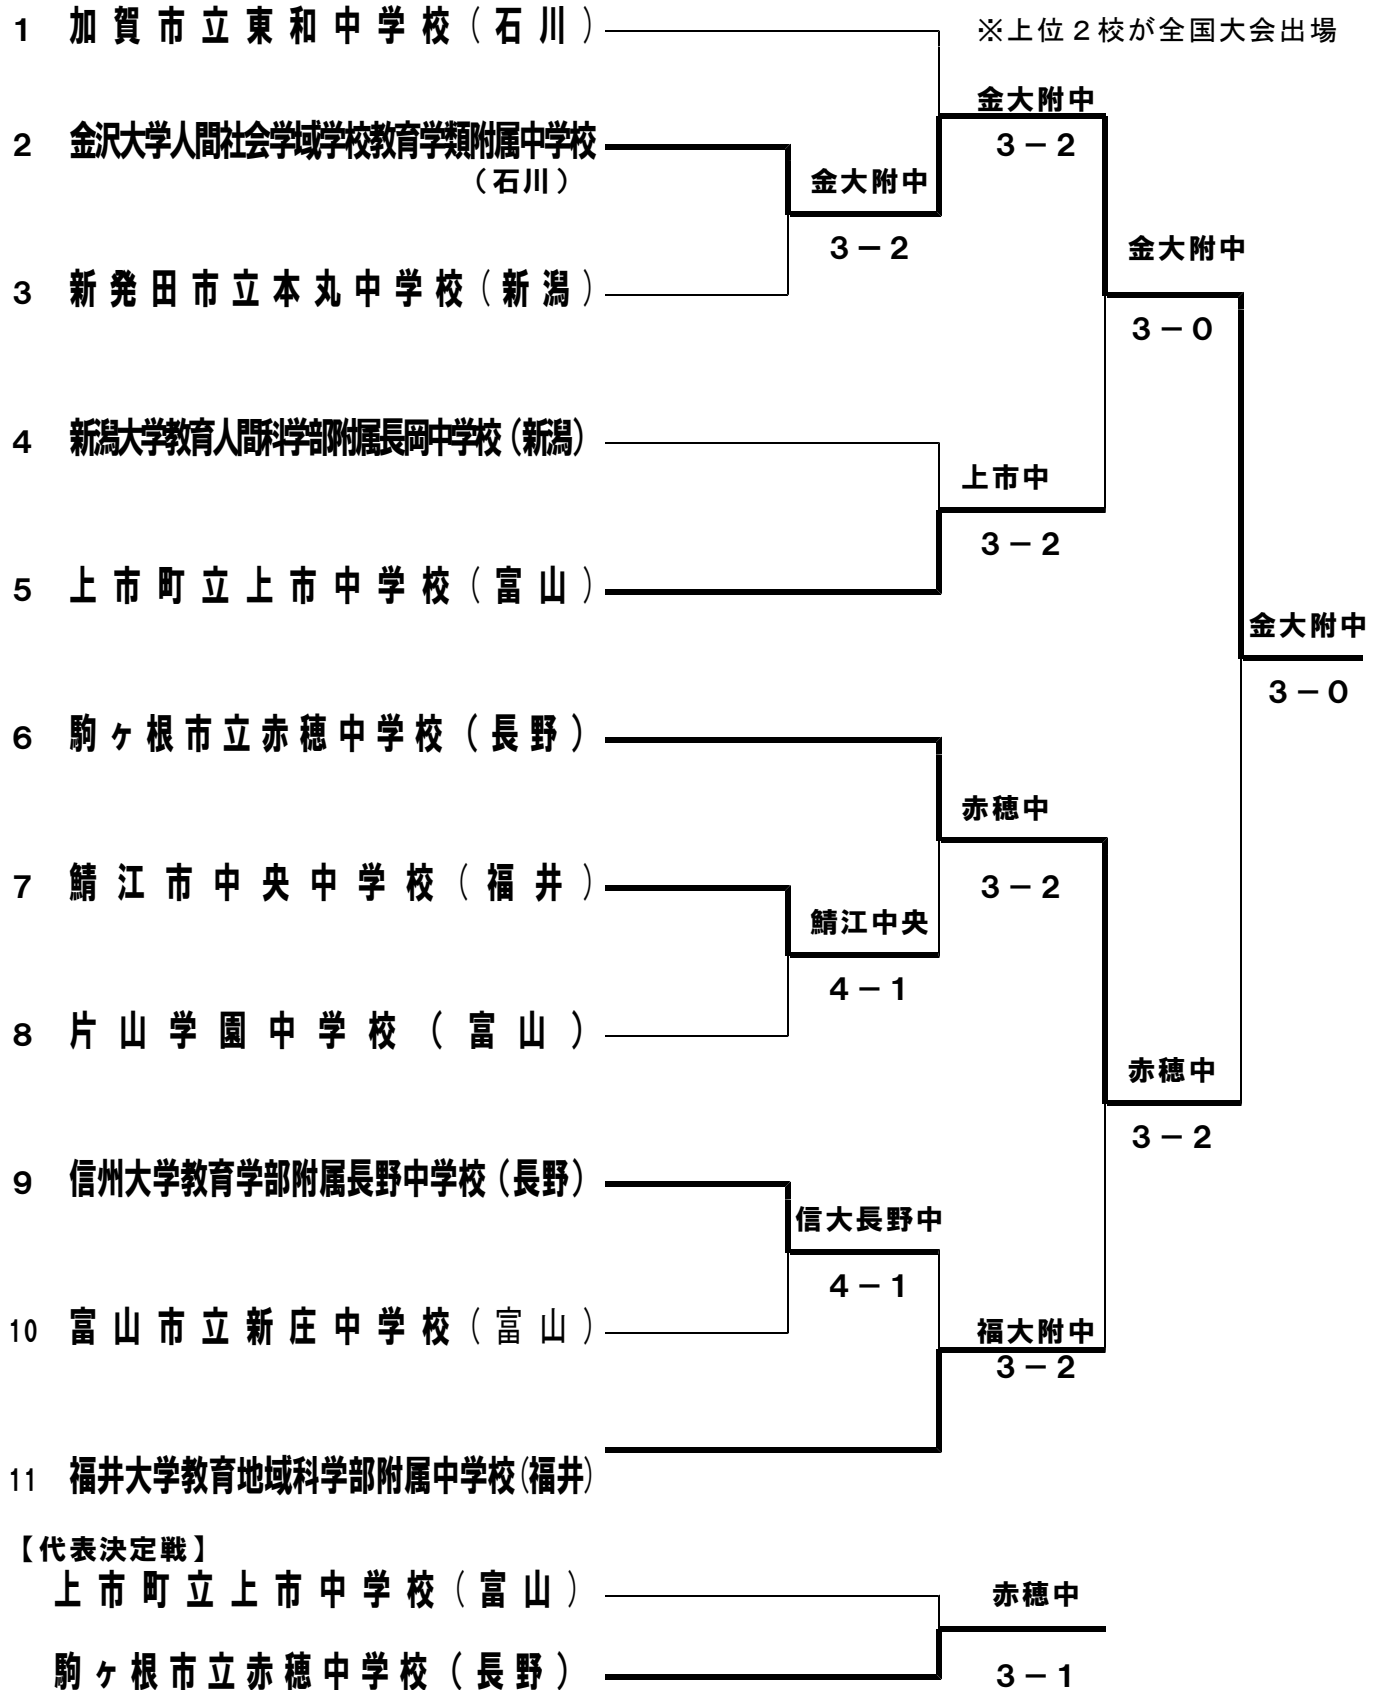 1 加賀市立東和中学校（石川）
※上位２校が全国大会出場
金大附中
3－2
2 金沢大学人間社会学域学校教育学類附属中学校
（石川）
金大附中
3－2
金大附中
3－0
3 新発田市立本丸中学校（新潟）
4 新潟大学教育人間科学部附属長岡中学校（新潟）
上市中
3－2
5 上市町立上市中学校（富山）
金大附中
3－0
6 駒ヶ根市立赤穂中学校（長野）
赤穂中
3－2
7 鯖江市中央中学校（福井）
鯖江中央
4－1
8 片山学園中学校（富山）
赤穂中
3－2
9 信州大学教育学部附属長野中学校（長野）
信大長野中
4－1
10 富山市立新庄中学校（富山）
福大附中
3－2
11 福井大学教育地域科学部附属中学校（福井）
【代表決定戦】
上市町立上市中学校（富山）
赤穂中
駒ヶ根市立赤穂中学校（長野）
3－1